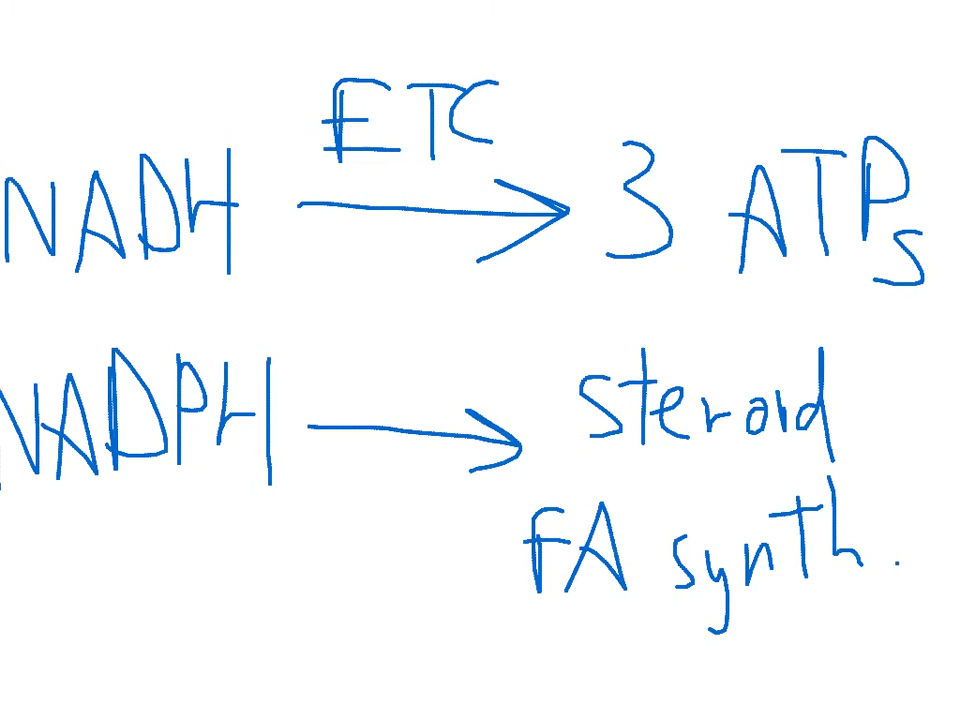 ETC
NADH → 3 ATPs
NADPH → steroid
FA synth.